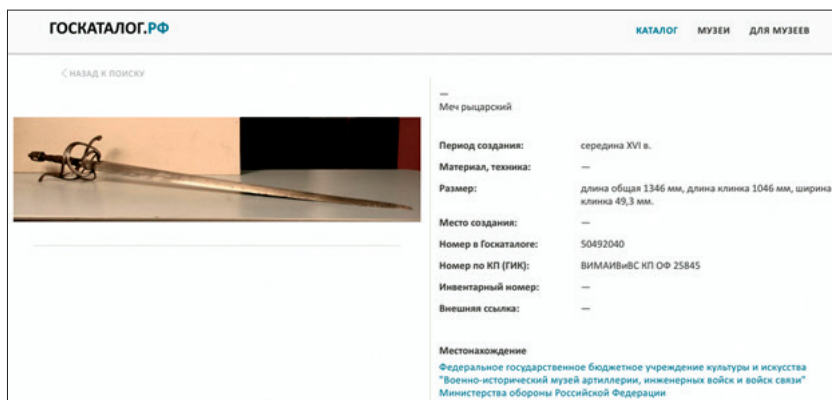 ГОСКАТАЛОГ.РФ
КАТАЛОГ МУЗЕИ ДЛЯ МУЗЕЕВ
НАЗАД К ПОИСКУ
—
Меч рыцарский
Период создания: середина XVI в.
Материал, техника: —
Размер: длина общая 1346 мм, длина клинка 1046 мм, ширина
клинка 49,3 мм.
Место создания: —
Номер в Госкаталоге: 50492040
Номер по КП (ГИК): ВИМАИВиВС КП ОФ 25845
Инвентарный номер: —
Внешняя ссылка: —
Местонахождение
Федеральное государственное бюджетное учреждение культуры и искусства
"Военно-исторический музей артиллерии, инженерных войск и войск связи"
Министерства обороны Российской Федерации